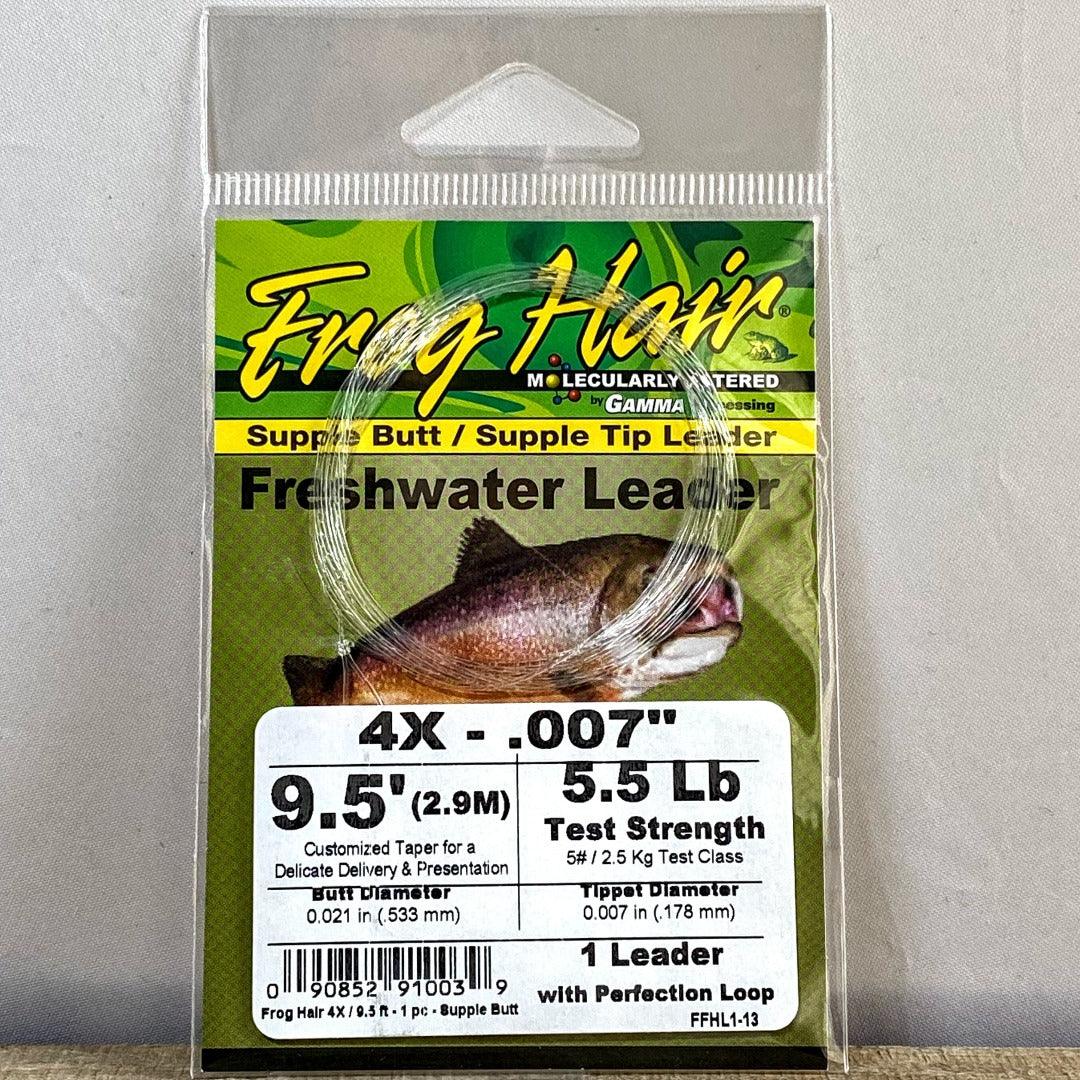 Frog Hair®
MOLECULARLY ALTERED
by GAMMA Processing
Supple Butt / Supple Tip Leader
Freshwater Leader
4X - .007"
9.5' (2.9M)
Customized Taper for a
Delicate Delivery & Presentation
5.5 Lb
Test Strength
5# / 2.5 Kg Test Class
Butt Diameter
0.021 in (.533 mm)
Tippet Diameter
0.007 in (.178 mm)
0 90852 91003 9
Frog Hair 4X / 9.5 ft - 1 pc - Supple Butt
1 Leader
with Perfection Loop
FFHL1-13